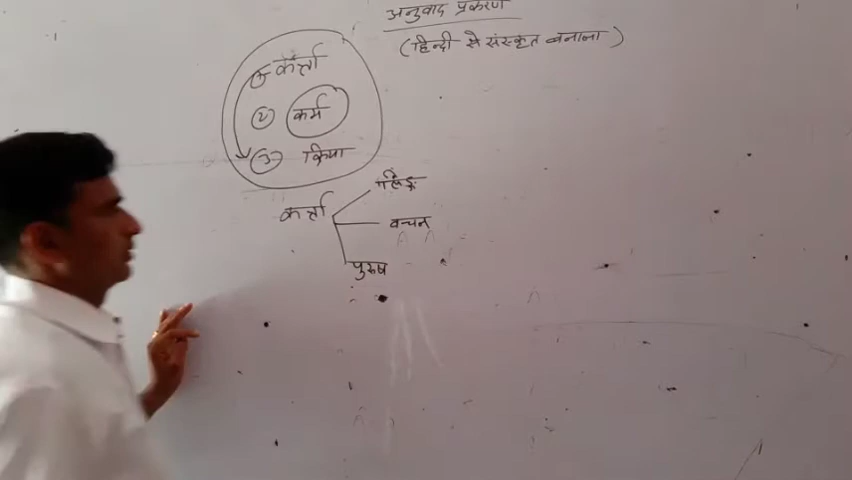 अनुवाद प्रकरण
(हिन्दी से संस्कृत बनाना)
① कर्त्ता
② कर्म
③ क्रिया
कर्त्ता
लिङ्ग
वचन
पुरुष